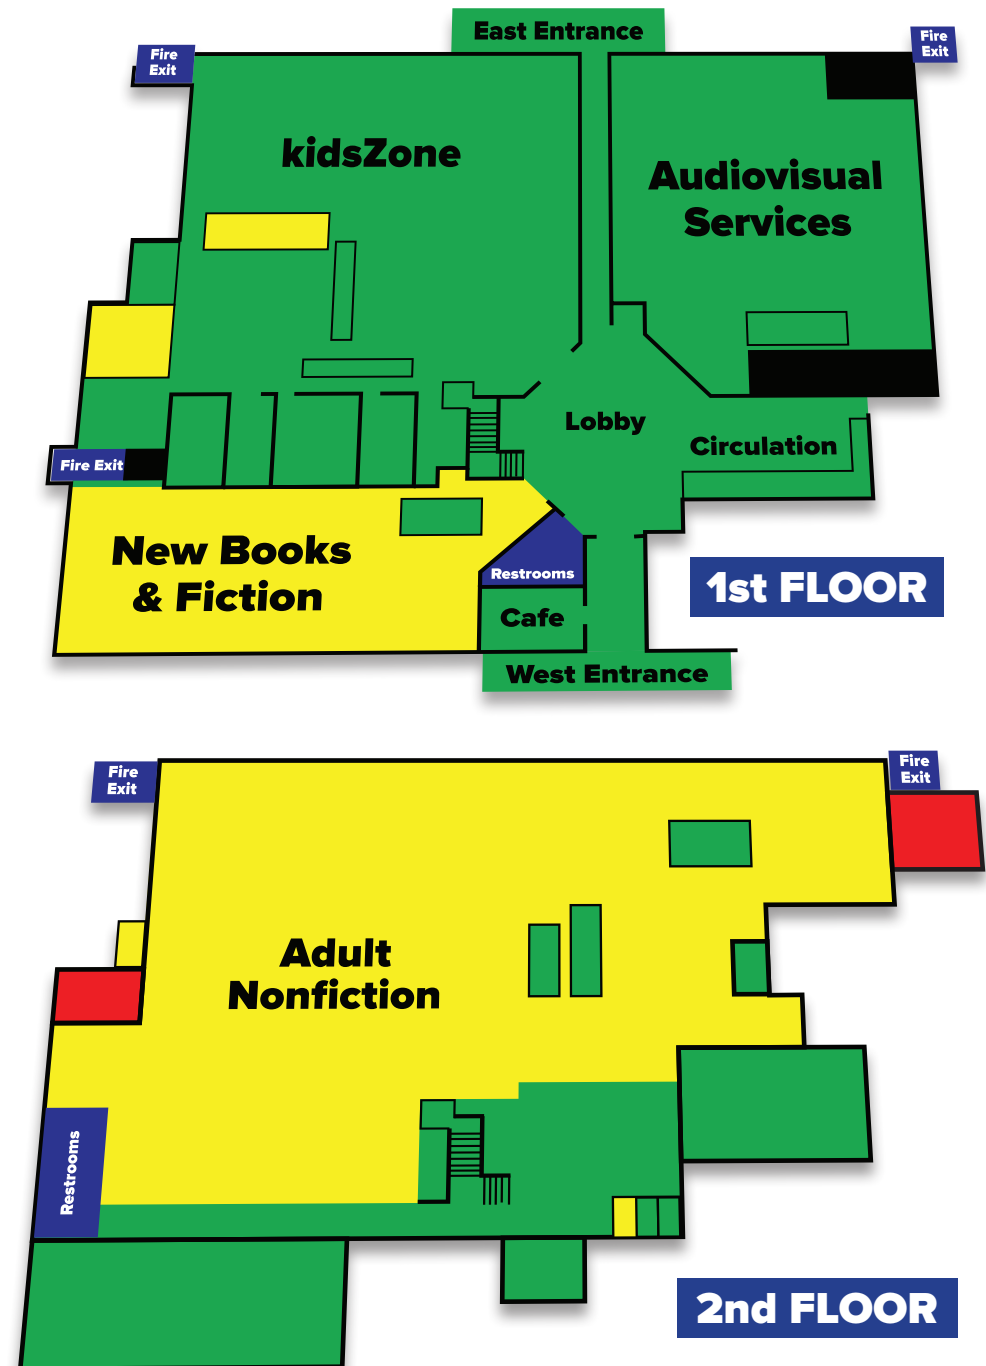 East Entrance
Fire
Exit
Fire
Exit
kidsZone
Audiovisual
Services
Lobby
Circulation
Fire Exit
New Books
& Fiction
Restrooms
1st FLOOR
Cafe
West Entrance
Fire
Exit
Fire
Exit
Adult
Nonfiction
Restrooms
2nd FLOOR